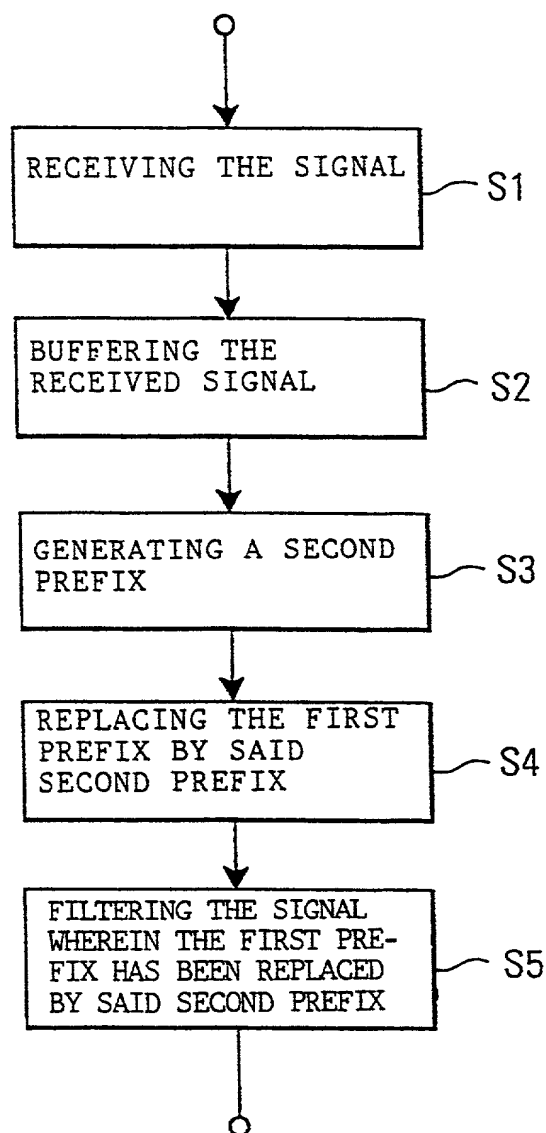 RECEIVING THE SIGNAL
S1
BUFFERING THE
RECEIVED SIGNAL
S2
GENERATING A SECOND
PREFIX
S3
REPLACING THE FIRST
PREFIX BY SAID
SECOND PREFIX
S4
FILTERING THE SIGNAL
WHEREIN THE FIRST PRE-
FIX HAS BEEN REPLACED
BY SAID SECOND PREFIX
S5